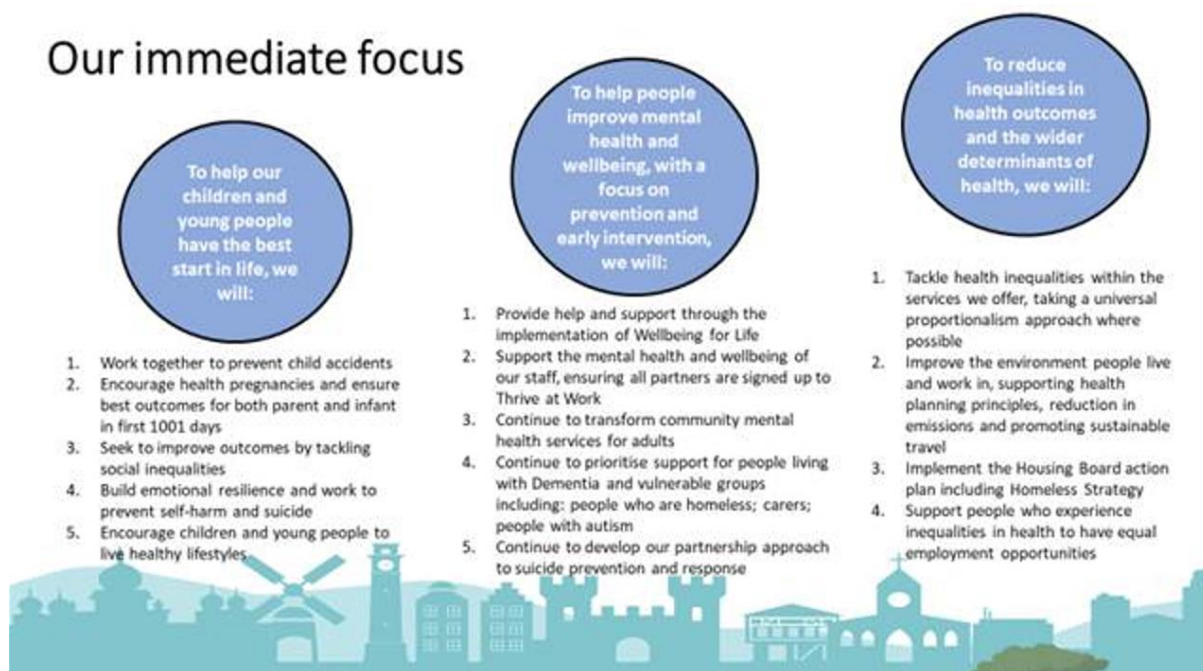 Our immediate focus
To help our
children and
young people
have the best
start in life, we
will:
1. Work together to prevent child accidents
2. Encourage health pregnancies and ensure
best outcomes for both parent and infant
in first 1001 days
3. Seek to improve outcomes by tackling
social inequalities
4. Build emotional resilience and work to
prevent self-harm and suicide
5. Encourage children and young people to
live healthy lifestyles
To help people
improve mental
health and
wellbeing, with a
focus on
prevention and
early intervention,
we will:
1. Provide help and support through the
implementation of Wellbeing for Life
2. Support the mental health and wellbeing of
our staff, ensuring all partners are signed up to
Thrive at Work
3. Continue to transform community mental
health services for adults
4. Continue to prioritise support for people living
with Dementia and vulnerable groups
including: people who are homeless; carers;
people with autism
5. Continue to develop our partnership approach
to suicide prevention and response
To reduce
inequalities in
health outcomes
and the wider
determinants of
health, we will:
1. Tackle health inequalities within the
services we offer, taking a universal
proportionalism approach where
possible
2. Improve the environment people live
and work in, supporting health
planning principles, reduction in
emissions and promoting sustainable
travel
3. Implement the Housing Board action
plan including Homeless Strategy
4. Support people who experience
inequalities in health to have equal
employment opportunities